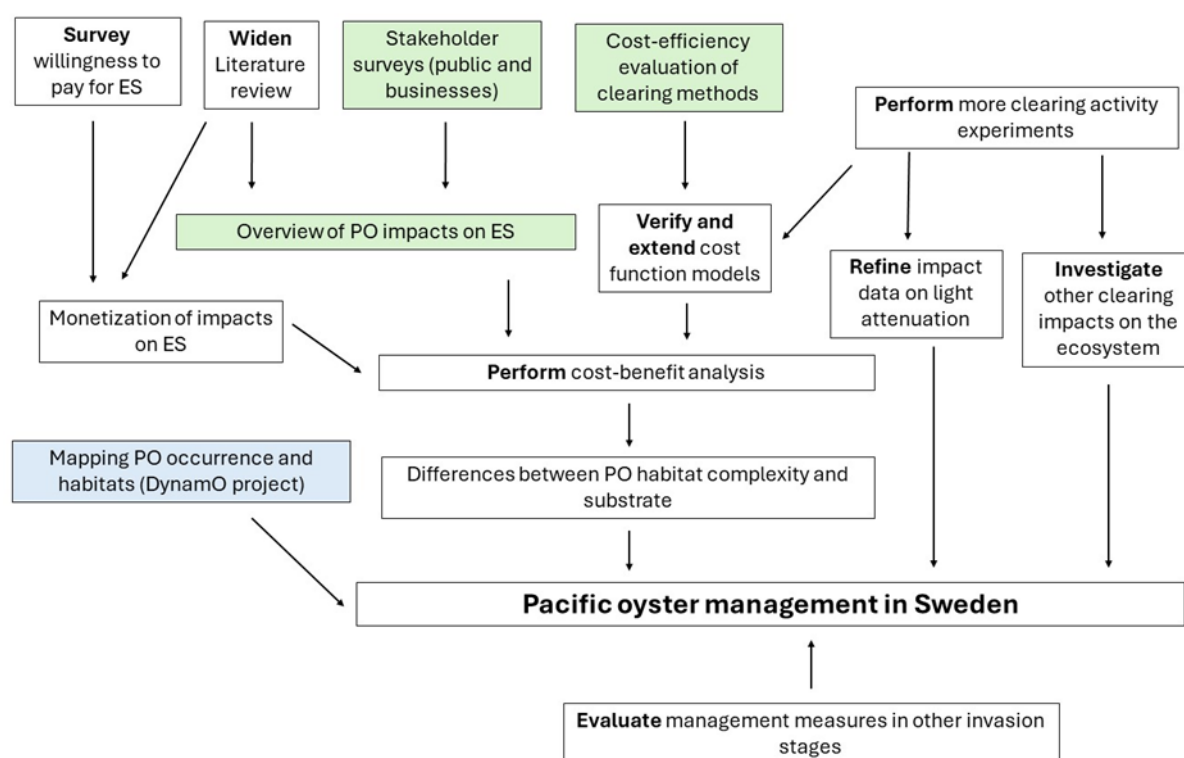 Survey
willingness to
pay for ES
Widen
Literature
review
Stakeholder
surveys (public and
businesses)
Cost-efficiency
evaluation of
clearing methods
Perform more clearing activity
experiments
Overview of PO impacts on ES
Verify and
extend cost
function models
Refine impact
data on light
attenuation
Investigate
other clearing
impacts on the
ecosystem
Monetization of impacts
on ES
Perform cost-benefit analysis
Mapping PO occurrence and
habitats (DynamO project)
Differences between PO habitat complexity and
substrate
Pacific oyster management in Sweden
Evaluate management measures in other invasion
stages